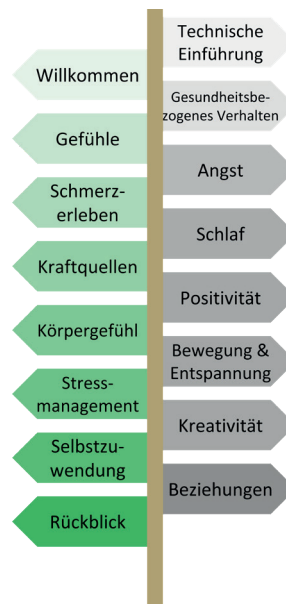 Willkommen
Gefühle
Schmerz-
erleben
Kraftquellen
Körpergefühl
Stress-
management
Selbstzu-
wendung
Rückblick
Technische
Einführung
Gesundheitsbe-
zogenes Verhalten
Angst
Schlaf
Positivität
Bewegung &
Entspannung
Kreativität
Beziehungen